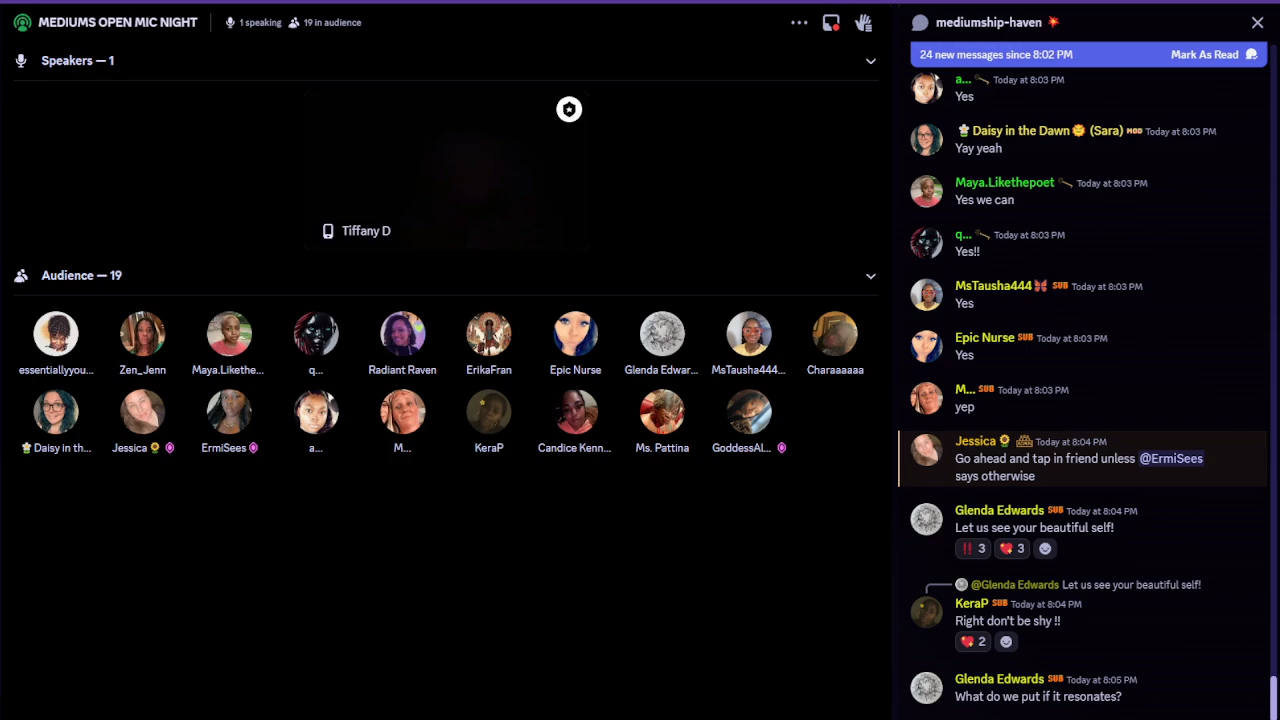 MEDIUMS OPEN MIC NIGHT
1 speaking
19 in audience
Speakers — 1
Tiffany D
Audience — 19
essentiallyyou...
Zen_Jenn
Maya.Likethe...
q...
Radiant Raven
ErikaFran
Epic Nurse
Glenda Edwar...
MsTausha444...
Charaaaaaa
Daisy in th...
Jessica
ErmiSees
a...
M...
KeraP
Candice Kenn...
Ms. Pattina
GoddessAl...
mediumship-haven
24 new messages since 8:02 PM
Mark As Read
a... Today at 8:03 PM
Yes
Daisy in the Dawn (Sara) MOD Today at 8:03 PM
Yay yeah
Maya.Likethepoet Today at 8:03 PM
Yes we can
q... Today at 8:03 PM
Yes!!
MsTausha444 SUB Today at 8:03 PM
Yes
Epic Nurse SUB Today at 8:03 PM
Yes
M... SUB Today at 8:03 PM
yep
Jessica Today at 8:04 PM
Go ahead and tap in friend unless @ErmiSees
says otherwise
Glenda Edwards SUB Today at 8:04 PM
Let us see your beautiful self!
3 3
@Glenda Edwards Let us see your beautiful self!
KeraP SUB Today at 8:04 PM
Right don't be shy !!
2
Glenda Edwards SUB Today at 8:05 PM
What do we put if it resonates?